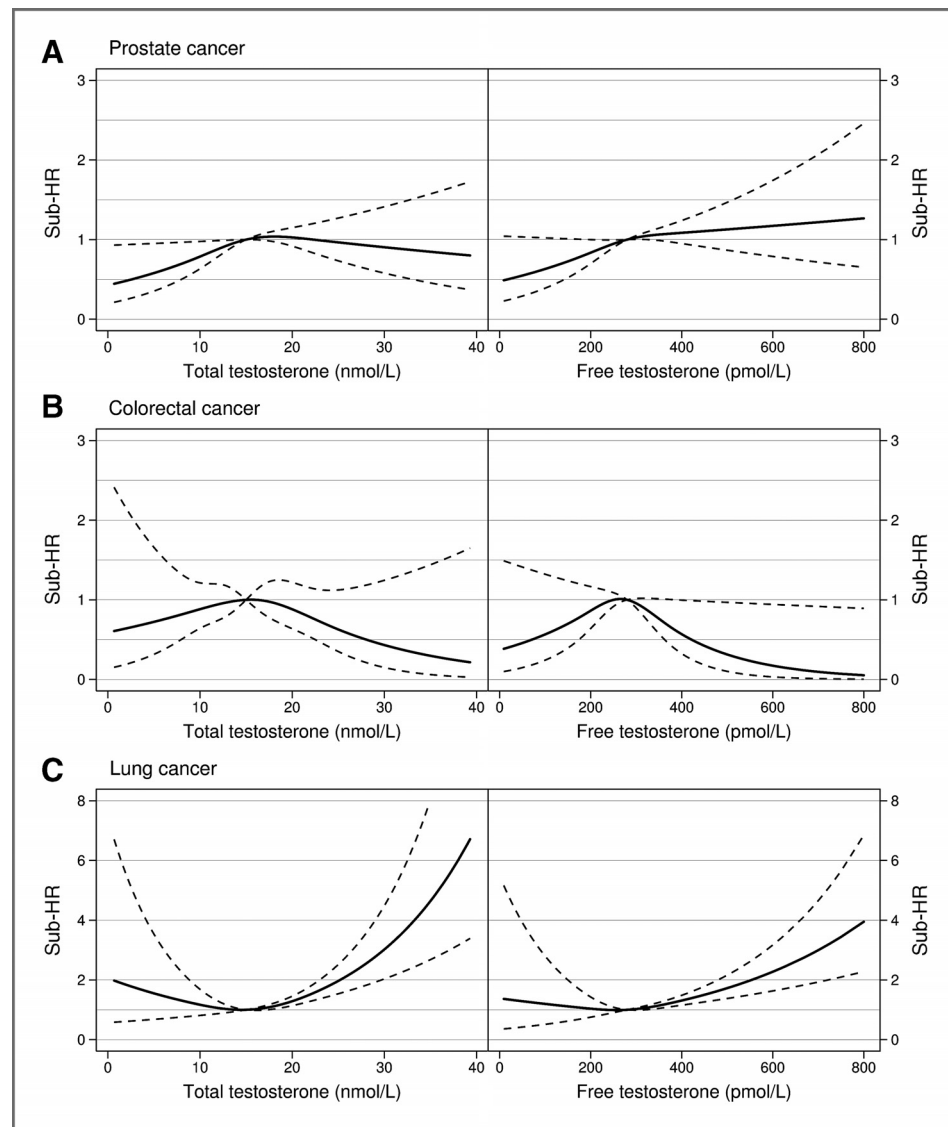 A Prostate cancer
3 3
2 2
Sub-HR Sub-HR
1 1
0 0
0 10 20 30 40 0 200 400 600 800
Total testosterone (nmol/L) Free testosterone (pmol/L)
B Colorectal cancer
3 3
2 2
Sub-HR Sub-HR
1 1
0 0
0 10 20 30 40 0 200 400 600 800
Total testosterone (nmol/L) Free testosterone (pmol/L)
C Lung cancer
8 8
6 6
4 4
Sub-HR Sub-HR
2 2
0 0
0 10 20 30 40 0 200 400 600 800
Total testosterone (nmol/L) Free testosterone (pmol/L)